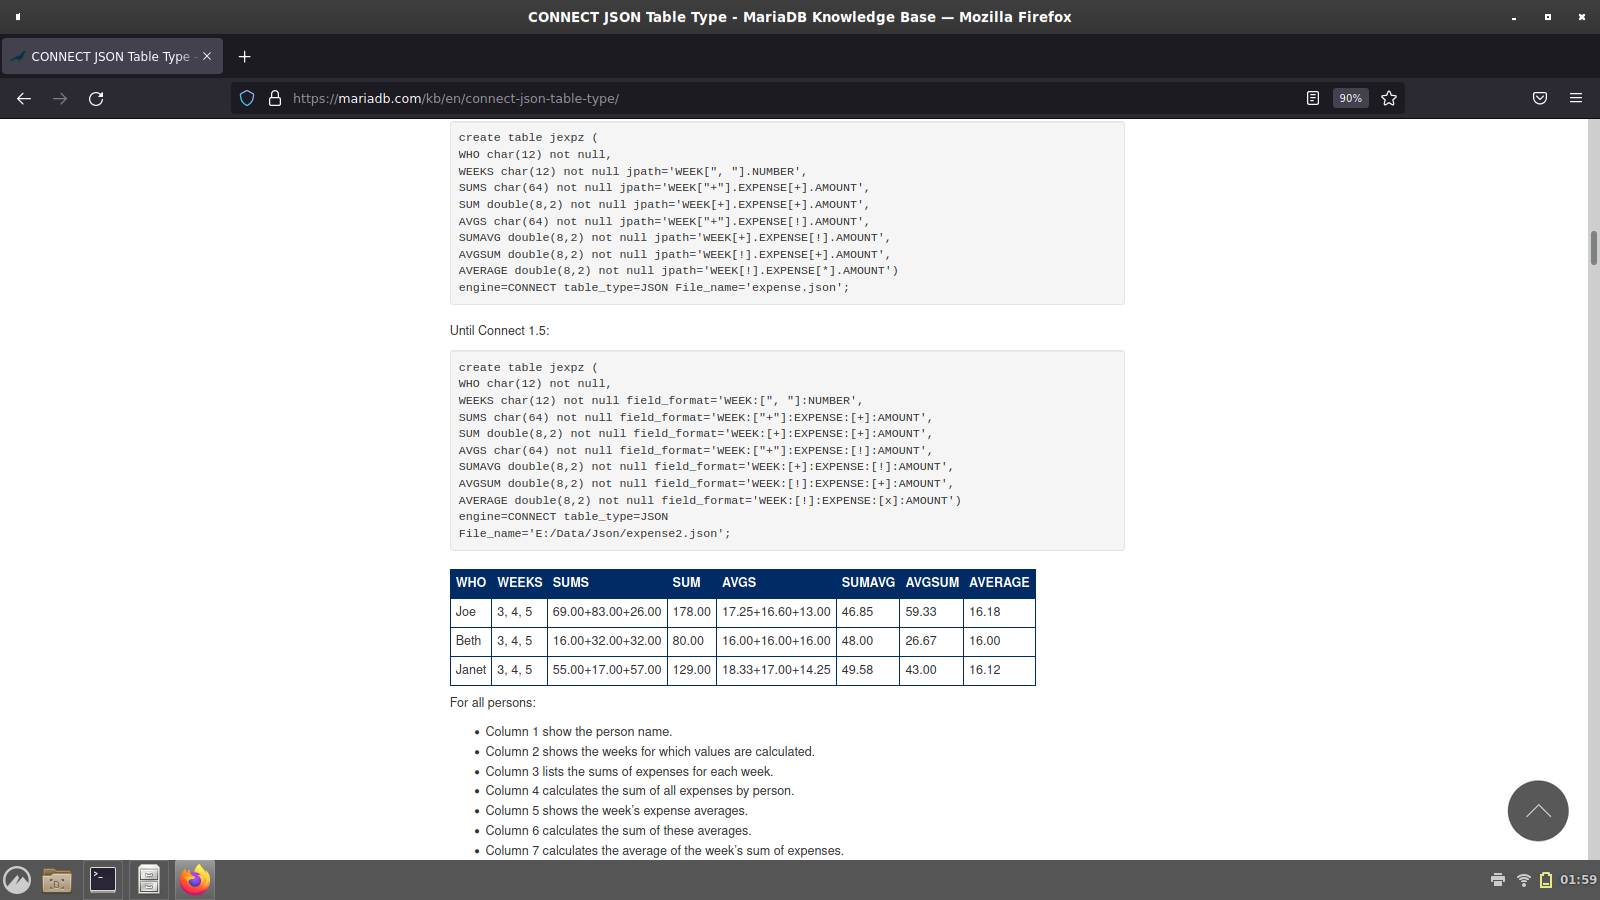 CONNECT JSON Table Type - MariaDB Knowledge Base — Mozilla Firefox
CONNECT JSON Table Type -
https://mariadb.com/kb/en/connect-json-table-type/
90%
create table jexpz (
WHO char(12) not null,
WEEKS char(12) not null jpath='WEEK[", "].NUMBER',
SUMS char(64) not null jpath='WEEK["+"].EXPENSE[+].AMOUNT',
SUM double(8,2) not null jpath='WEEK[+].EXPENSE[+].AMOUNT',
AVGS char(64) not null jpath='WEEK["+"].EXPENSE[!].AMOUNT',
SUMAVG double(8,2) not null jpath='WEEK[+].EXPENSE[!].AMOUNT',
AVGSUM double(8,2) not null jpath='WEEK[!].EXPENSE[+].AMOUNT',
AVERAGE double(8,2) not null jpath='WEEK[!].EXPENSE[*].AMOUNT')
engine=CONNECT table_type=JSON File_name='expense.json';
Until Connect 1.5:
create table jexpz (
WHO char(12) not null,
WEEKS char(12) not null field_format='WEEK:[", "]:NUMBER',
SUMS char(64) not null field_format='WEEK:["+"]:EXPENSE:[+]:AMOUNT',
SUM double(8,2) not null field_format='WEEK:[+]:EXPENSE:[+]:AMOUNT',
AVGS char(64) not null field_format='WEEK:["+"]:EXPENSE:[!]:AMOUNT',
SUMAVG double(8,2) not null field_format='WEEK:[+]:EXPENSE:[!]:AMOUNT',
AVGSUM double(8,2) not null field_format='WEEK:[!]:EXPENSE:[+]:AMOUNT',
AVERAGE double(8,2) not null field_format='WEEK:[!]:EXPENSE:[x]:AMOUNT')
engine=CONNECT table_type=JSON
File_name='E:/Data/Json/expense2.json';
WHO WEEKS SUMS SUM AVGS SUMAVG AVGSUM AVERAGE
Joe 3, 4, 5 69.00+83.00+26.00 178.00 17.25+16.60+13.00 46.85 59.33 16.18
Beth 3, 4, 5 16.00+32.00+32.00 80.00 16.00+16.00+16.00 48.00 26.67 16.00
Janet 3, 4, 5 55.00+17.00+57.00 129.00 18.33+17.00+14.25 49.58 43.00 16.12
For all persons:
• Column 1 show the person name.
• Column 2 shows the weeks for which values are calculated.
• Column 3 lists the sums of expenses for each week.
• Column 4 calculates the sum of all expenses by person.
• Column 5 shows the week's expense averages.
• Column 6 calculates the sum of these averages.
• Column 7 calculates the average of the week's sum of expenses.
01:59